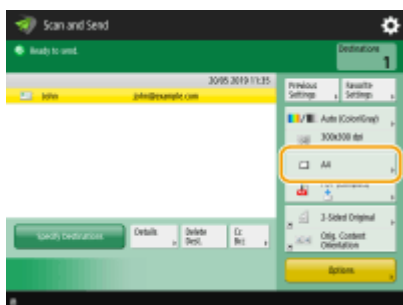 Scan and Send
Ready to send.
Destinations
1
20/05 2019 11:35
John john@example.com
Previous Settings
Favorite Settings
Auto (Color/Gray)
300x300 dpi
A4
2-Sided Original
Orig. Content Orientation
Specify Destinations
Details
Delete Dest.
Cc Bcc
Options